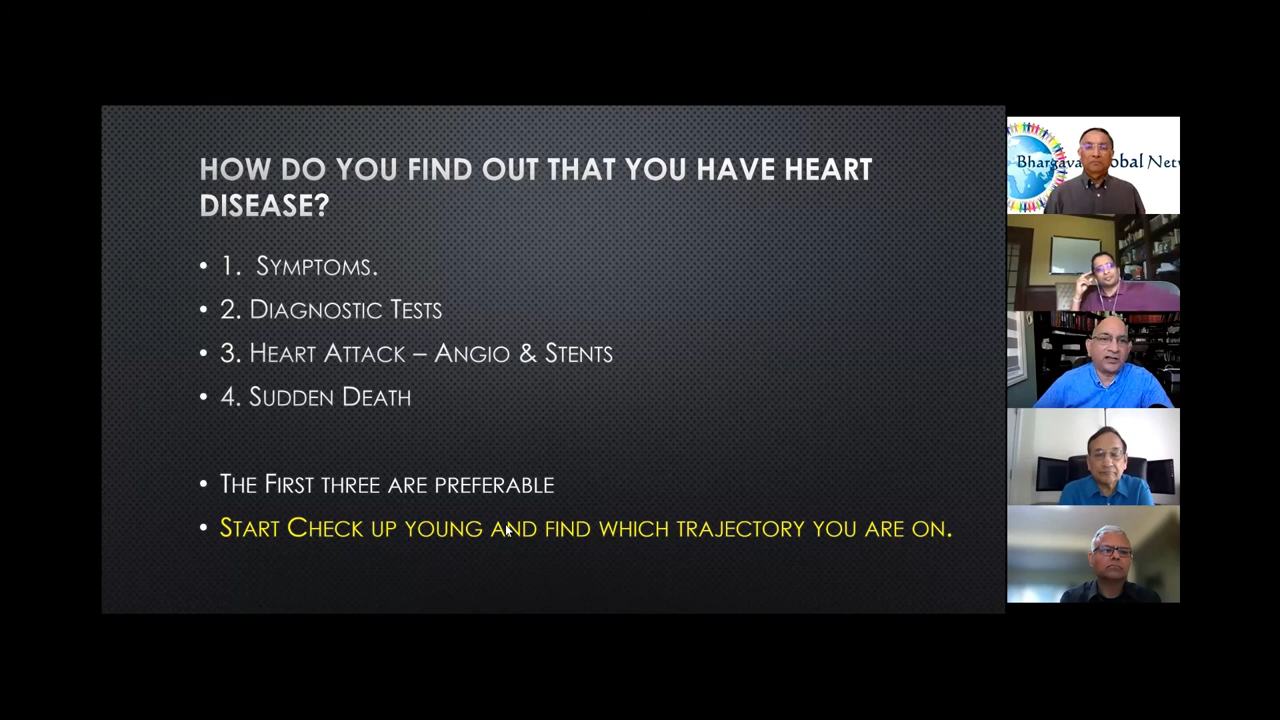 HOW DO YOU FIND OUT THAT YOU HAVE HEART
DISEASE?
• 1. SYMPTOMS.
• 2. DIAGNOSTIC TESTS
• 3. HEART ATTACK – ANGIO & STENTS
• 4. SUDDEN DEATH
• THE FIRST THREE ARE PREFERABLE
• START CHECK UP YOUNG AND FIND WHICH TRAJECTORY YOU ARE ON.
Bhargava